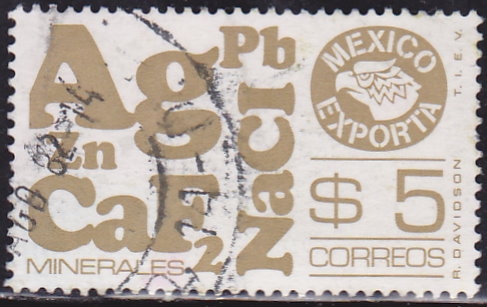 Ag
Pb
Zn
CaF2
NaCl
MINERALES
MEXICO
EXPORTA
$5
CORREOS
T.I.E.V.
R. DAVIDSON